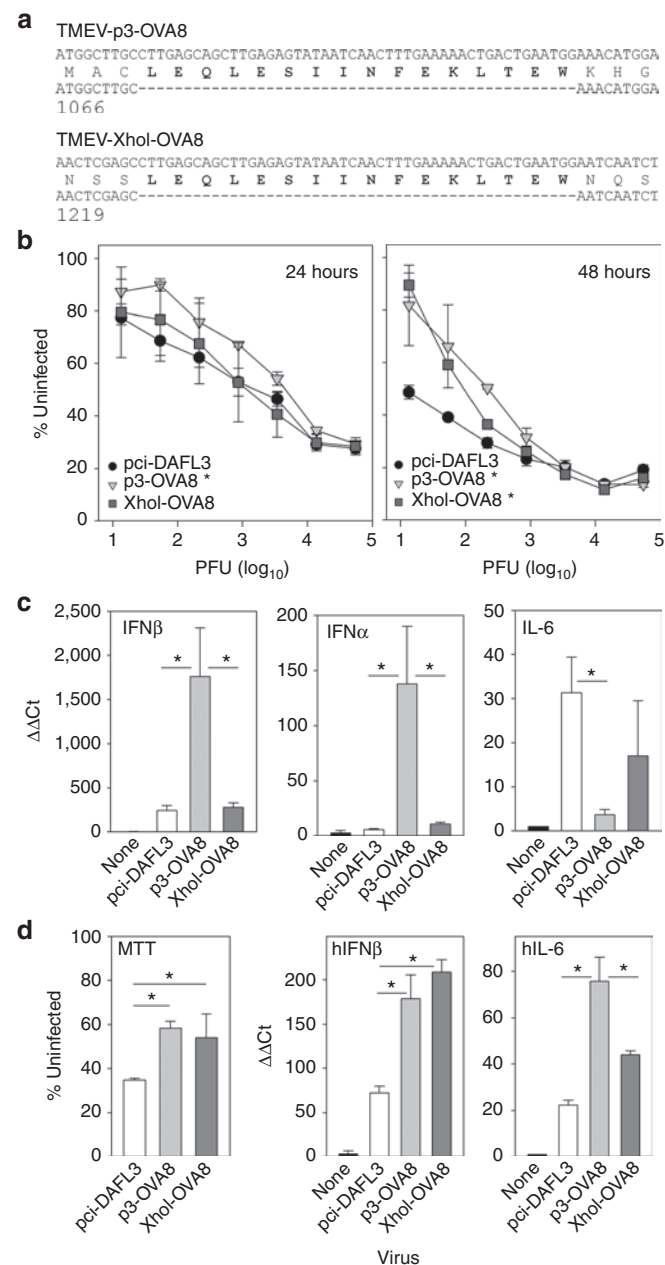 a
TMEV-p3-OVA8
ATGGCTTGCCTTGAGCAGCTTGAGAGTATAATCAACTTTGAAAAACTGACTGAATGGAAACATGGA
M A C L E Q L E S I I N F E K L T E W K H G
ATGGCTTGC------------------------------------------------AAACATGGA
1066
TMEV-XhoI-OVA8
AACTCGAGCCTTGAGCAGCTTGAGAGTATAATCAACTTTGAAAAACTGACTGAATGGAATCAATCT
N S S L E Q L E S I I N F E K L T E W N Q S
AACTCGAGC------------------------------------------------AATCAATCT
1219
b
% Uninfected
100
80
60
40
20
0
24 hours
pci-DAFL3
p3-OVA8 *
XhoI-OVA8
48 hours
pci-DAFL3
p3-OVA8 *
XhoI-OVA8 *
1 2 3 4 5
1 2 3 4 5
PFU (log10)
PFU (log10)
c
ΔΔCt
2,500
2,000
1,500
1,000
500
0
IFNβ
* *
None
pci-DAFL3
p3-OVA8
XhoI-OVA8
200
150
100
50
0
IFNα
* *
None
pci-DAFL3
p3-OVA8
XhoI-OVA8
50
40
30
20
10
0
IL-6
*
None
pci-DAFL3
p3-OVA8
XhoI-OVA8
d
% Uninfected
100
80
60
40
20
0
MTT
*
*
pci-DAFL3
p3-OVA8
XhoI-OVA8
ΔΔCt
200
150
100
50
0
hIFNβ
*
*
None
pci-DAFL3
p3-OVA8
XhoI-OVA8
80
60
40
20
0
hIL-6
* *
None
pci-DAFL3
p3-OVA8
XhoI-OVA8
Virus